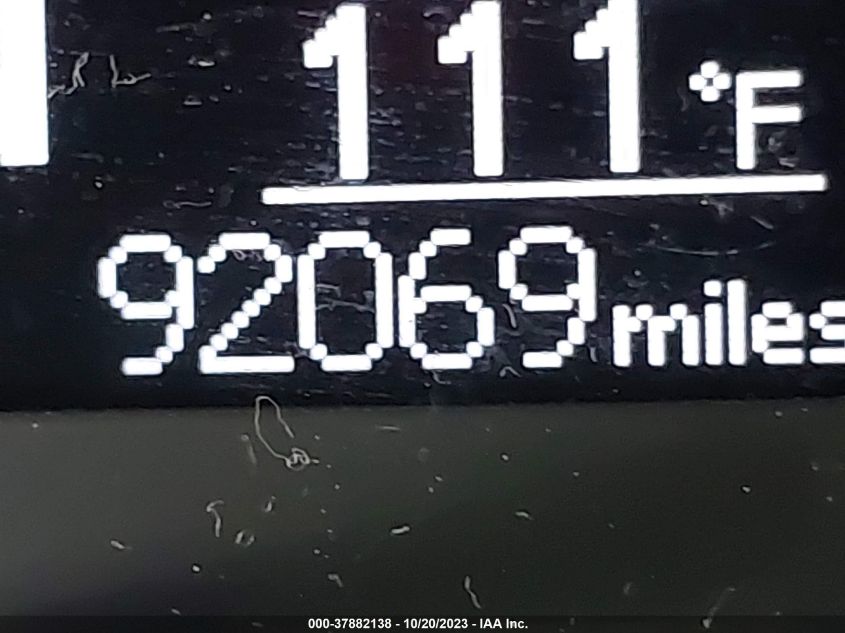 111 °F
92069 miles
000-37882138 - 10/20/2023 - IAA Inc.